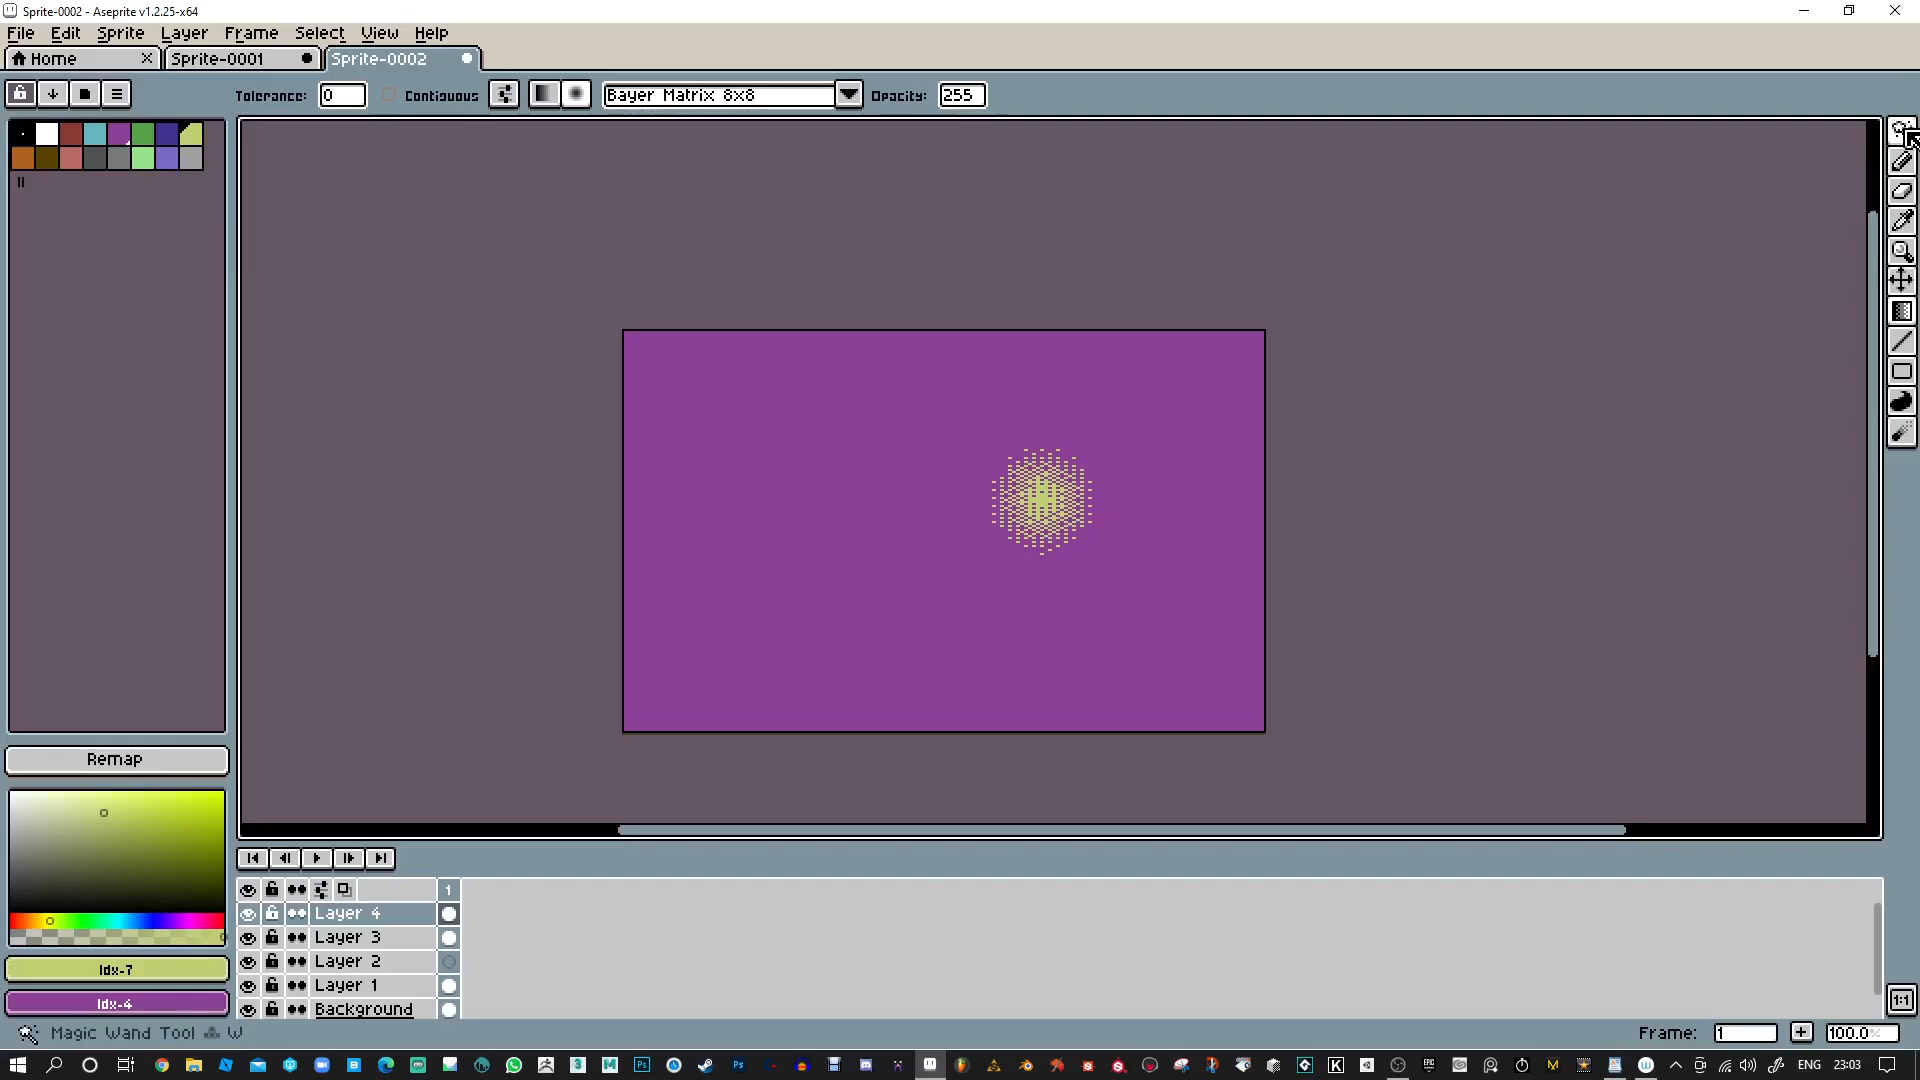 Sprite-0002 - Aseprite v1.2.25-x64
File Edit Sprite Layer Frame Select View Help
Home Sprite-0001 Sprite-0002
Tolerance: 0 Contiguous Bayer Matrix 8x8 Opacity: 255
Remap
1
Layer 4
Layer 3
Layer 2
Layer 1
Background
Idx-7
Idx-4
1:1
Magic Wand Tool W Frame: 1 + 100.0
ENG 23:03